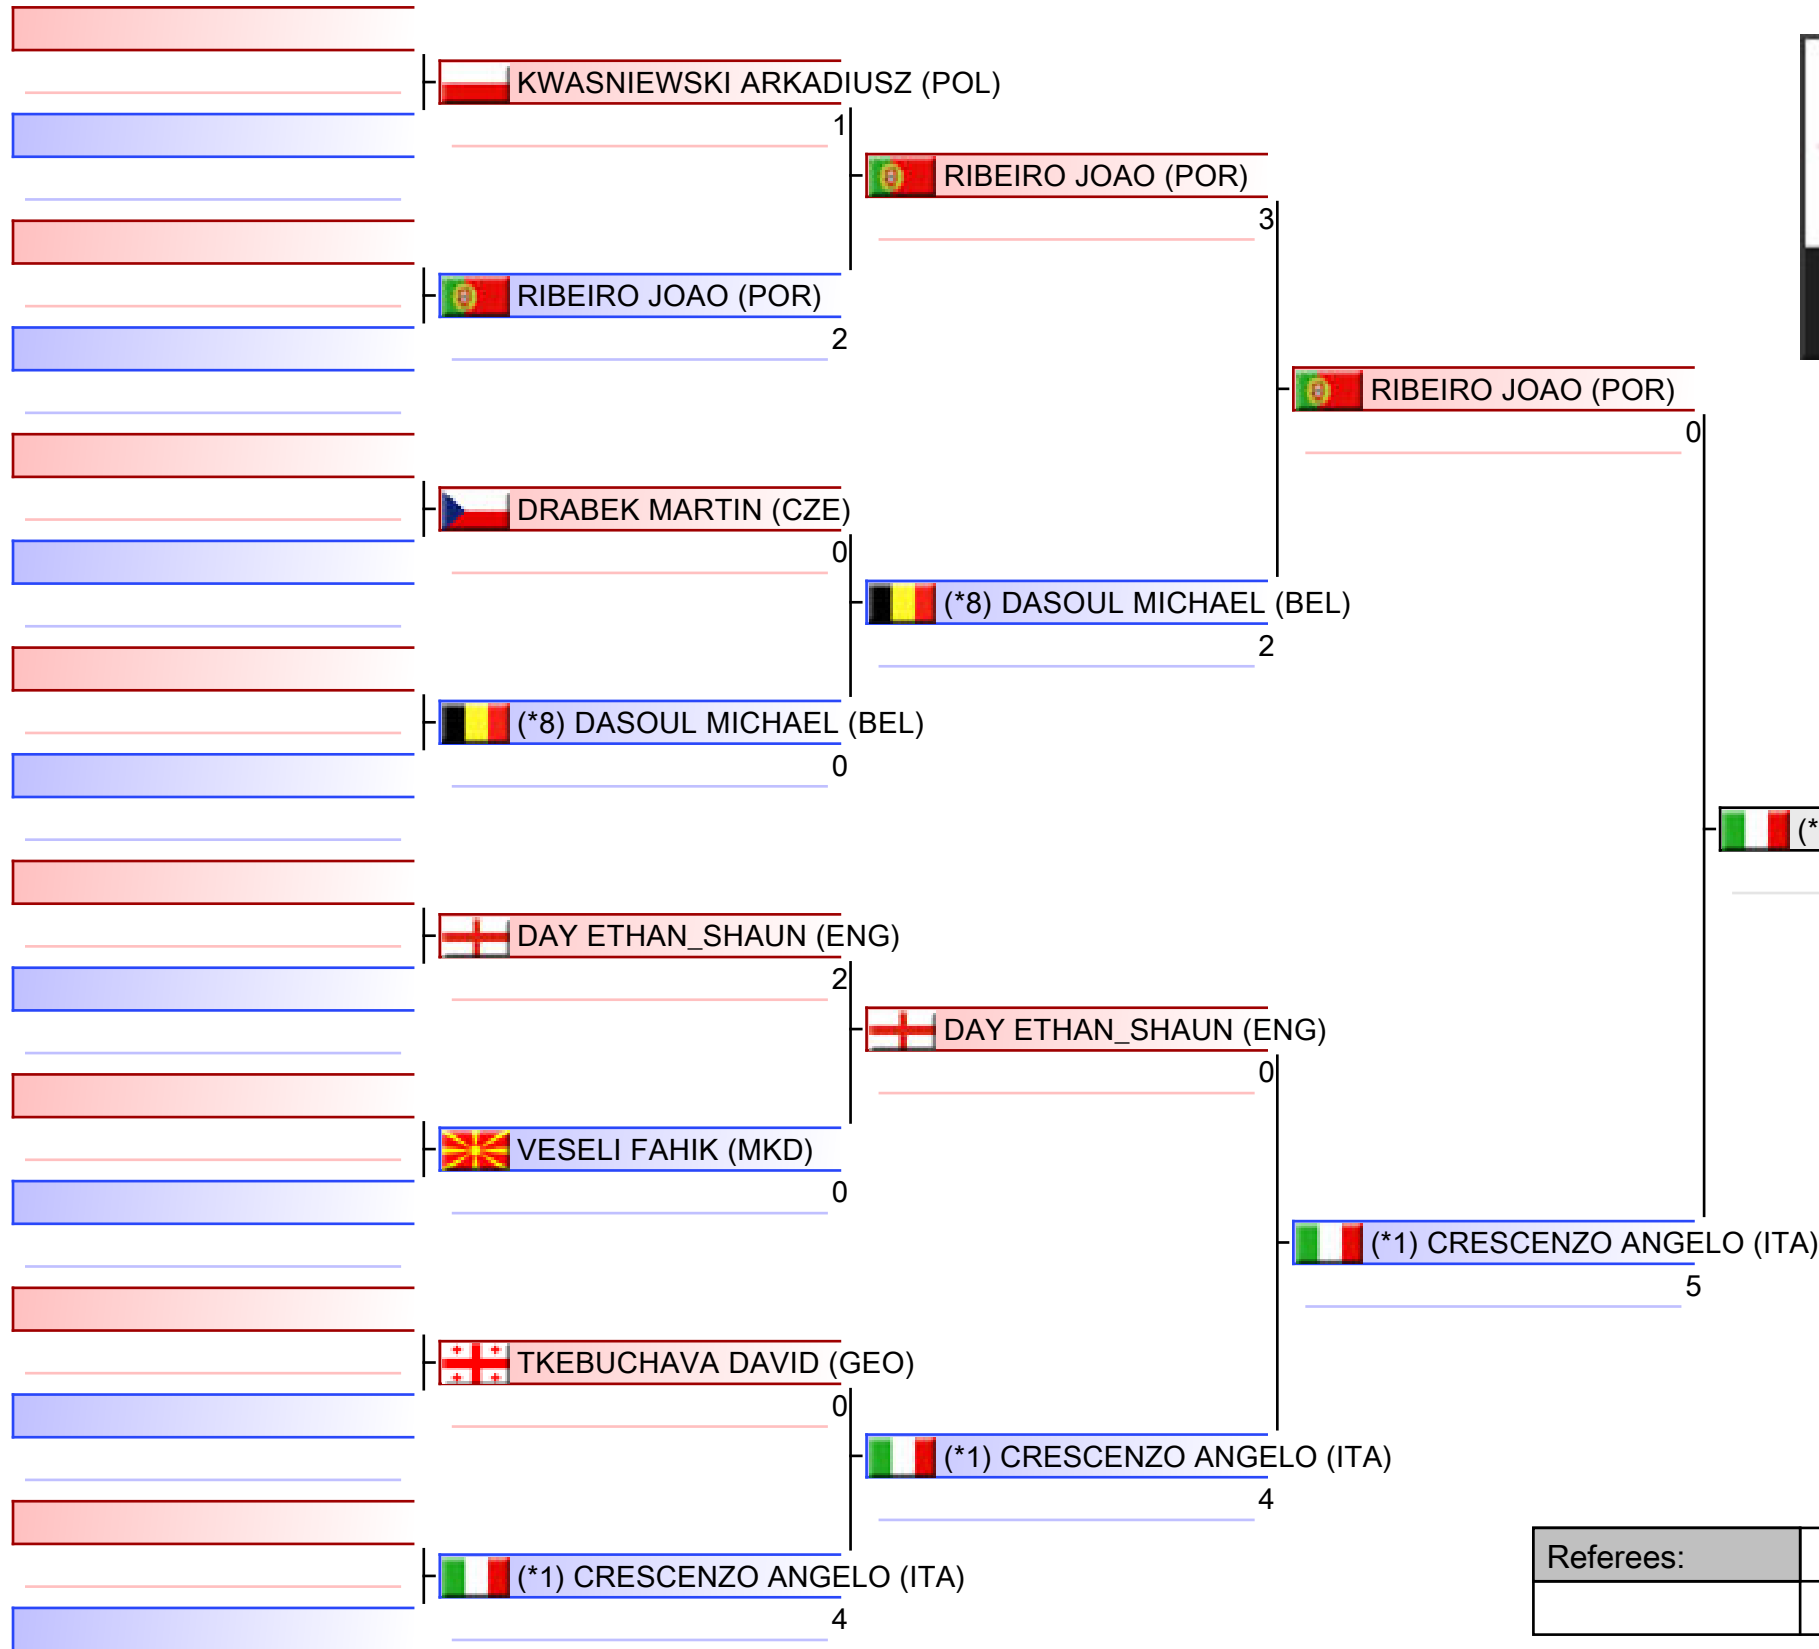 KWASNIEWSKI ARKADIUSZ (POL)
1
RIBEIRO JOAO (POR)
3
RIBEIRO JOAO (POR)
2
RIBEIRO JOAO (POR)
0
DRABEK MARTIN (CZE)
0
(*8) DASOUL MICHAEL (BEL)
2
(*8) DASOUL MICHAEL (BEL)
0
(*
DAY ETHAN_SHAUN (ENG)
2
DAY ETHAN_SHAUN (ENG)
0
VESELI FAHIK (MKD)
0
(*1) CRESCENZO ANGELO (ITA)
5
TKEBUCHAVA DAVID (GEO)
0
(*1) CRESCENZO ANGELO (ITA)
4
(*1) CRESCENZO ANGELO (ITA)
4
Referees: